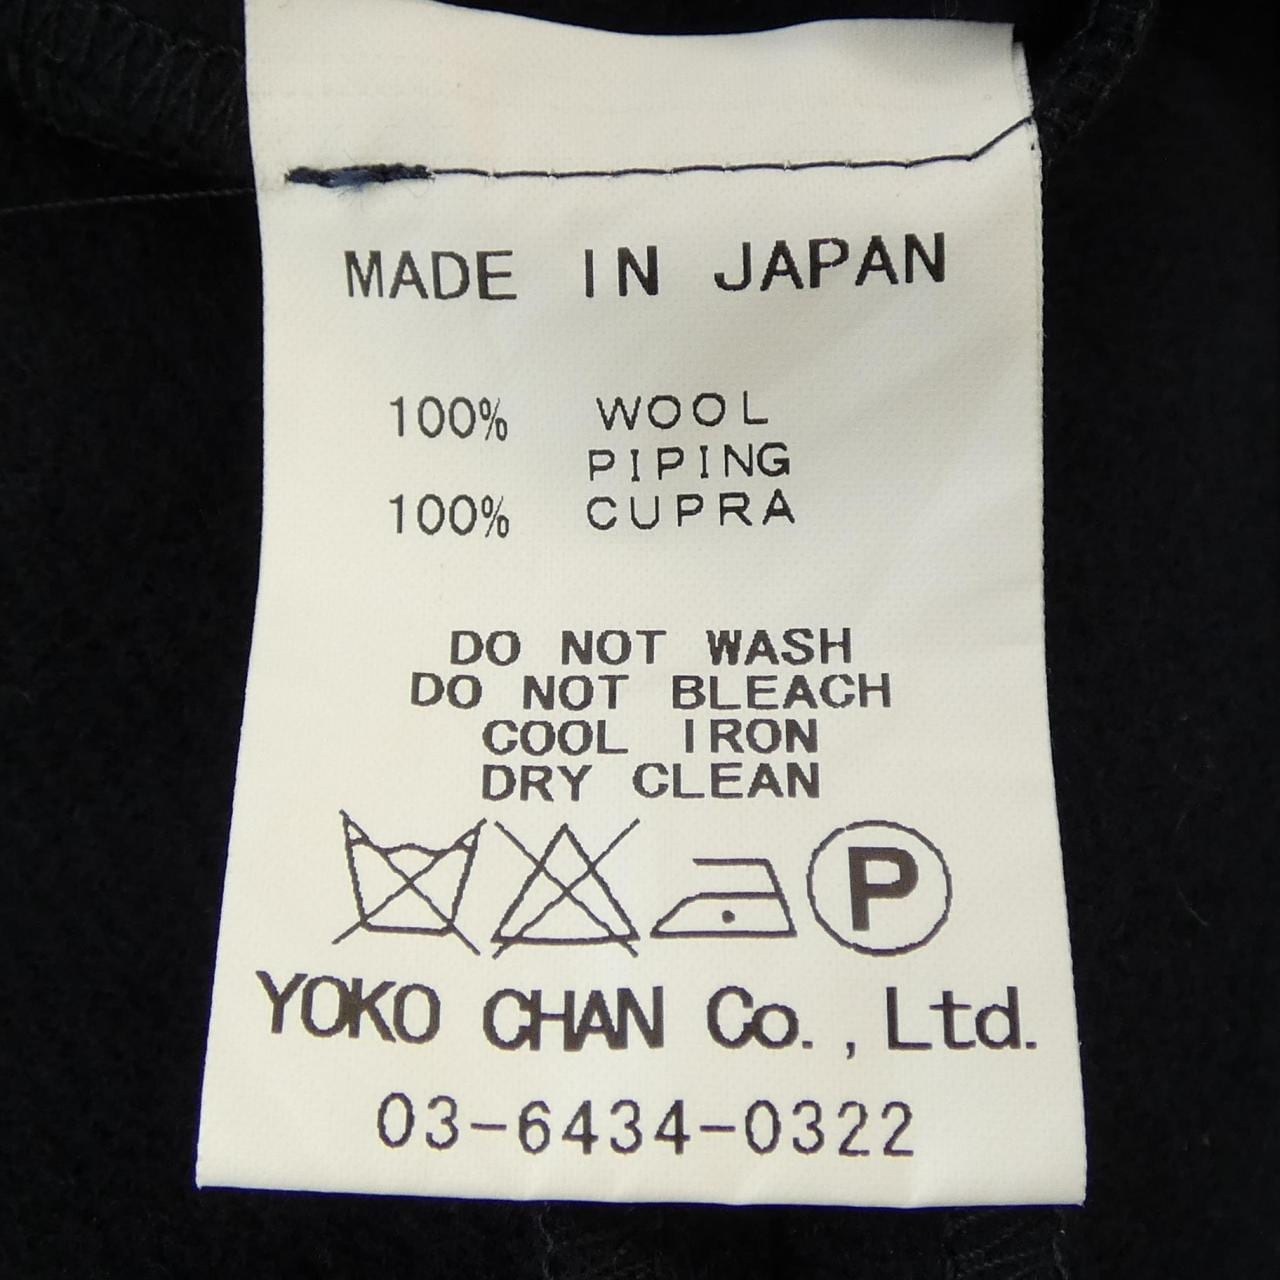 MADE IN JAPAN
100% WOOL
PIPING
100% CUPRA
DO NOT WASH
DO NOT BLEACH
COOL IRON
DRY CLEAN
P
YOKO CHAN Co., Ltd.
03-6434-0322